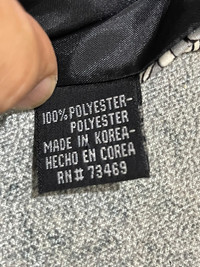 100% POLYESTER-
POLYESTER
MADE IN KOREA-
HECHO EN COREA
RN# 73469